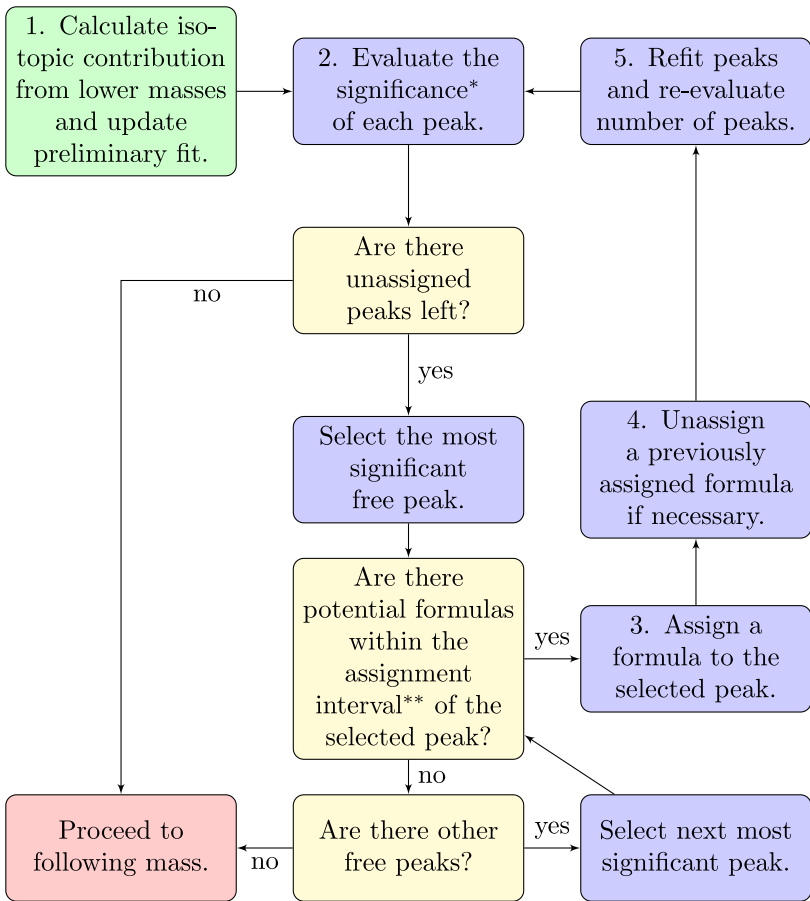 1. Calculate iso-
topic contribution
from lower masses
and update
preliminary fit.
2. Evaluate the
significance*
of each peak.
5. Refit peaks
and re-evaluate
number of peaks.
Are there
unassigned
peaks left?
no
yes
Select the most
significant
free peak.
4. Unassign
a previously
assigned formula
if necessary.
Are there
potential formulas
within the
assignment
interval** of the
selected peak?
yes
3. Assign a
formula to the
selected peak.
no
Proceed to
following mass.
no
Are there other
free peaks?
yes
Select next most
significant peak.